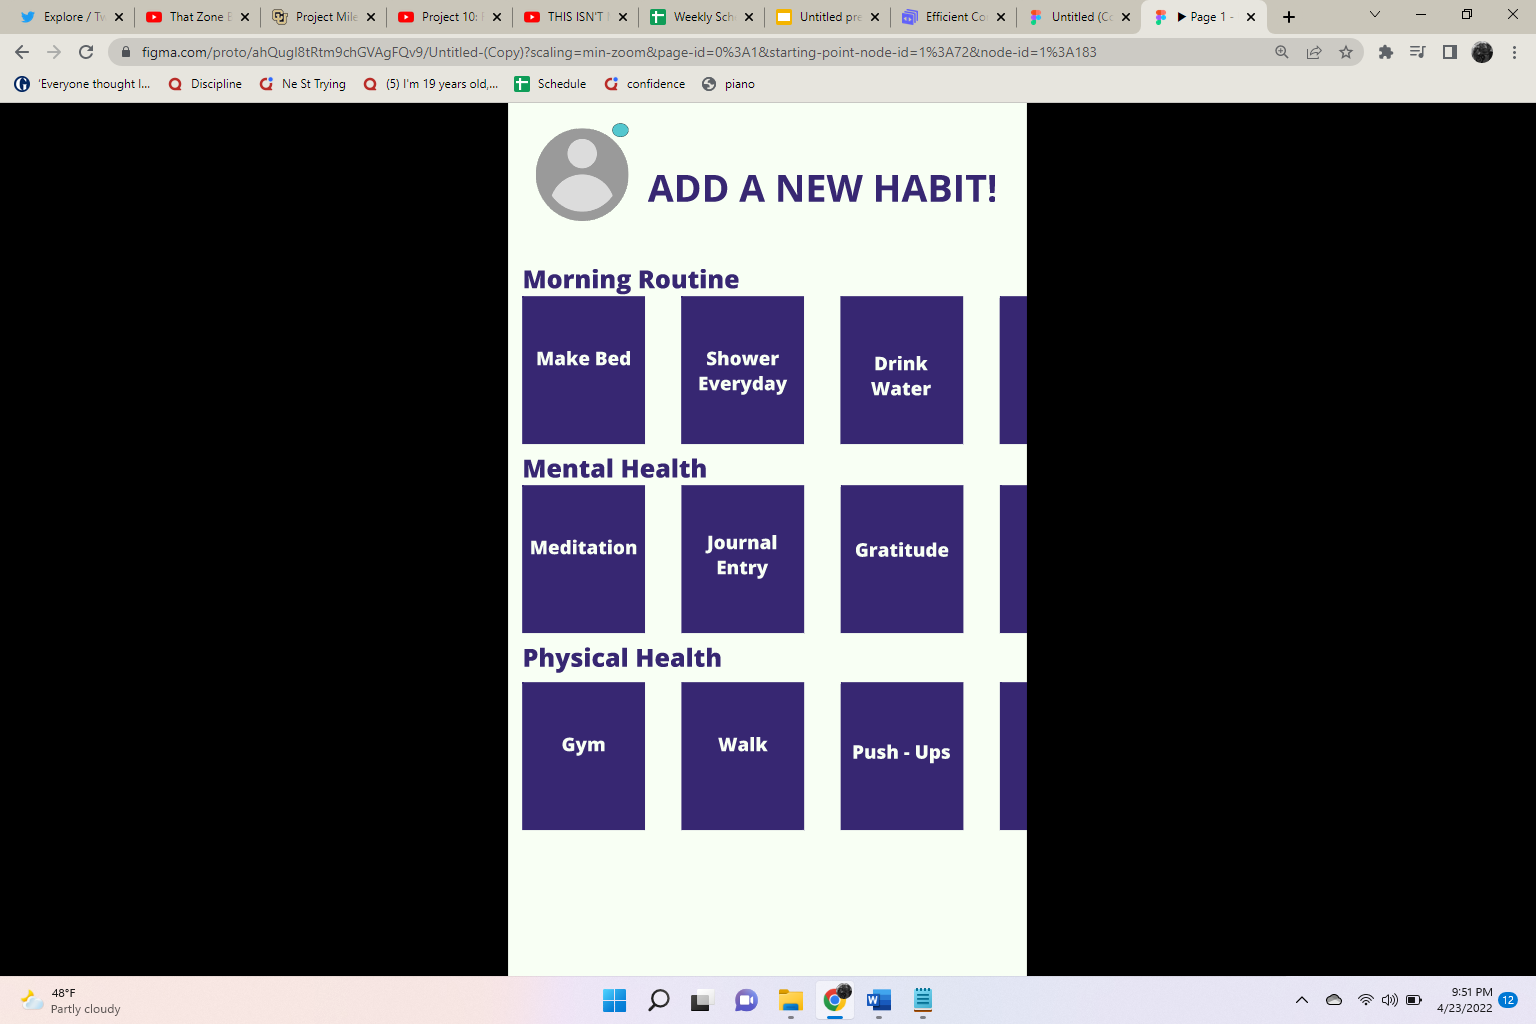 Explore / Tw
That Zone E
Project Mile
Project 10:
THIS ISN'T
Weekly Sch
Untitled pre
Efficient Co
Untitled (Co
▶ Page 1 -
figma.com/proto/ahQugI8tRtm9chGVAgFQv9/Untitled-(Copy)?scaling=min-zoom&page-id=0%3A1&starting-point-node-id=1%3A72&node-id=1%3A183
'Everyone thought I...
Discipline
Ne St Trying
(5) I'm 19 years old,...
Schedule
confidence
piano
ADD A NEW HABIT!
Morning Routine
Make Bed
Shower
Everyday
Drink
Water
Mental Health
Meditation
Journal
Entry
Gratitude
Physical Health
Gym
Walk
Push - Ups
48°F
Partly cloudy
W
9:51 PM
4/23/2022
12